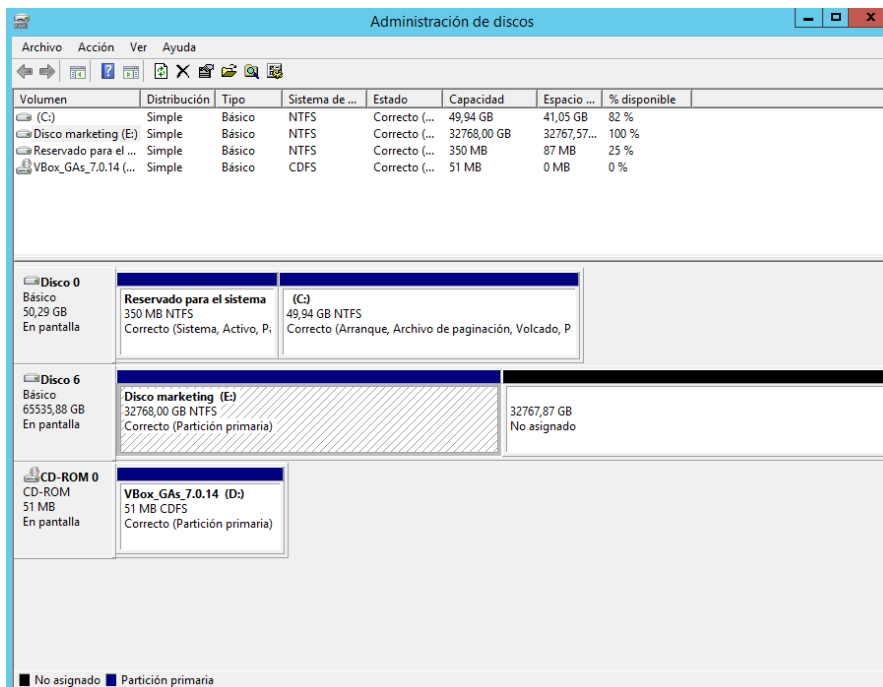 Administración de discos
Archivo Acción Ver Ayuda
Volumen Distribución Tipo Sistema de ... Estado Capacidad Espacio ... % disponible
(C:) Simple Básico NTFS Correcto (... 49,94 GB 41,05 GB 82 %
Disco marketing (E:) Simple Básico NTFS Correcto (... 32768,00 GB 32767,57... 100 %
Reservado para el ... Simple Básico NTFS Correcto (... 350 MB 87 MB 25 %
VBox_GAs_7.0.14 (... Simple Básico CDFS Correcto (... 51 MB 0 MB 0 %
Disco 0
Básico
50,29 GB
En pantalla
Reservado para el sistema
350 MB NTFS
Correcto (Sistema, Activo, Pa
(C:)
49,94 GB NTFS
Correcto (Arranque, Archivo de paginación, Volcado, P
Disco 6
Básico
65535,88 GB
En pantalla
Disco marketing (E:)
32768,00 GB NTFS
Correcto (Partición primaria)
32767,87 GB
No asignado
CD-ROM 0
CD-ROM
51 MB
En pantalla
VBox_GAs_7.0.14 (D:)
51 MB CDFS
Correcto (Partición primaria)
No asignado Partición primaria